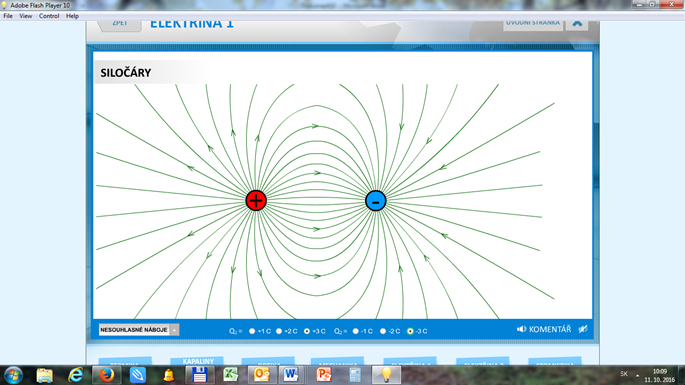 Adobe Flash Player 10
File View Control Help
ZPĚT
ELEKTŘINA 1
ÚVODNÍ STRÁNKA
SILOČÁRY
+
-
NESOUHLASNÉ NÁBOJE
Q₁ = +1 C +2 C +3 C Q₂ = -1 C -2 C -3 C
KOMENTÁŘ
KAPALINY
SK
10:09
11. 10. 2016